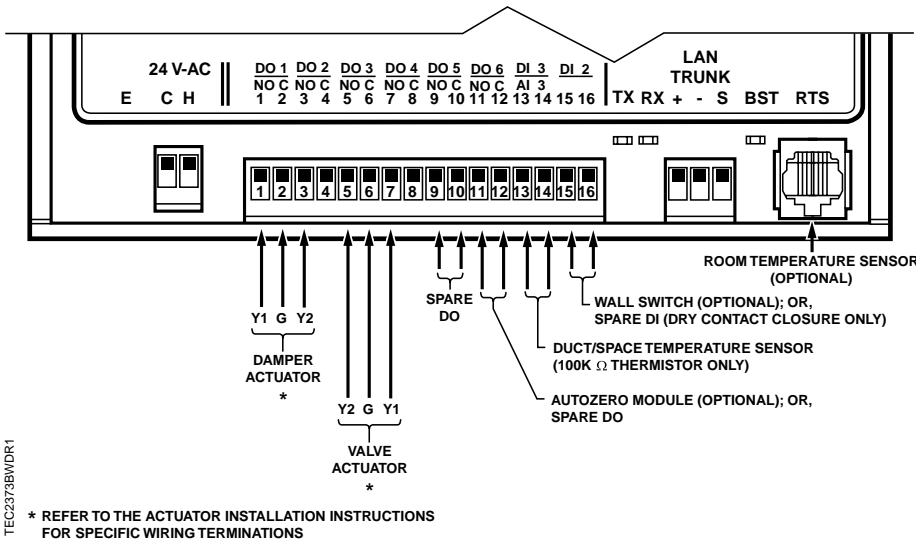 24 V-AC
E C H
DO 1 DO 2 DO 3 DO 4 DO 5 DO 6 DI 3 DI 2
NO C NO C NO C NO C NO C NO C AI 3
1 2 3 4 5 6 7 8 9 10 11 12 13 14 15 16
LAN
TRUNK
TX RX + - S BST RTS
1 2 3 4 5 6 7 8 9 10 11 12 13 14 15 16
ROOM TEMPERATURE SENSOR
(OPTIONAL)
SPARE
DO
WALL SWITCH (OPTIONAL); OR,
SPARE DI (DRY CONTACT CLOSURE ONLY)
Y1 G Y2
DAMPER
ACTUATOR
*
DUCT/SPACE TEMPERATURE SENSOR
(100K Ω THERMISTOR ONLY)
AUTOZERO MODULE (OPTIONAL); OR,
SPARE DO
Y2 G Y1
VALVE
ACTUATOR
*
TEC2373BWDR1
* REFER TO THE ACTUATOR INSTALLATION INSTRUCTIONS
FOR SPECIFIC WIRING TERMINATIONS